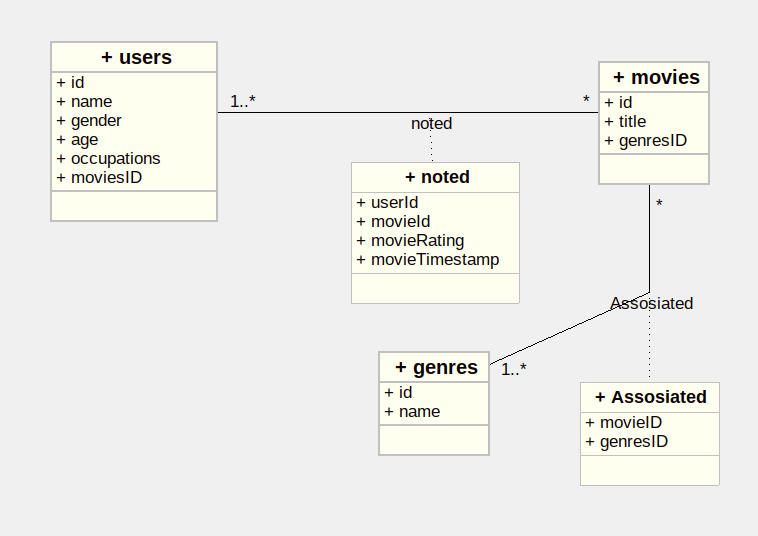 + users
+ id
+ name
+ gender
+ age
+ occupations
+ moviesID
1..*
*
noted
+ movies
+ id
+ title
+ genresID
*
+ noted
+ userId
+ movieId
+ movieRating
+ movieTimestamp
Assosiated
+ genres
+ id
+ name
1..*
+ Assosiated
+ movieID
+ genresID